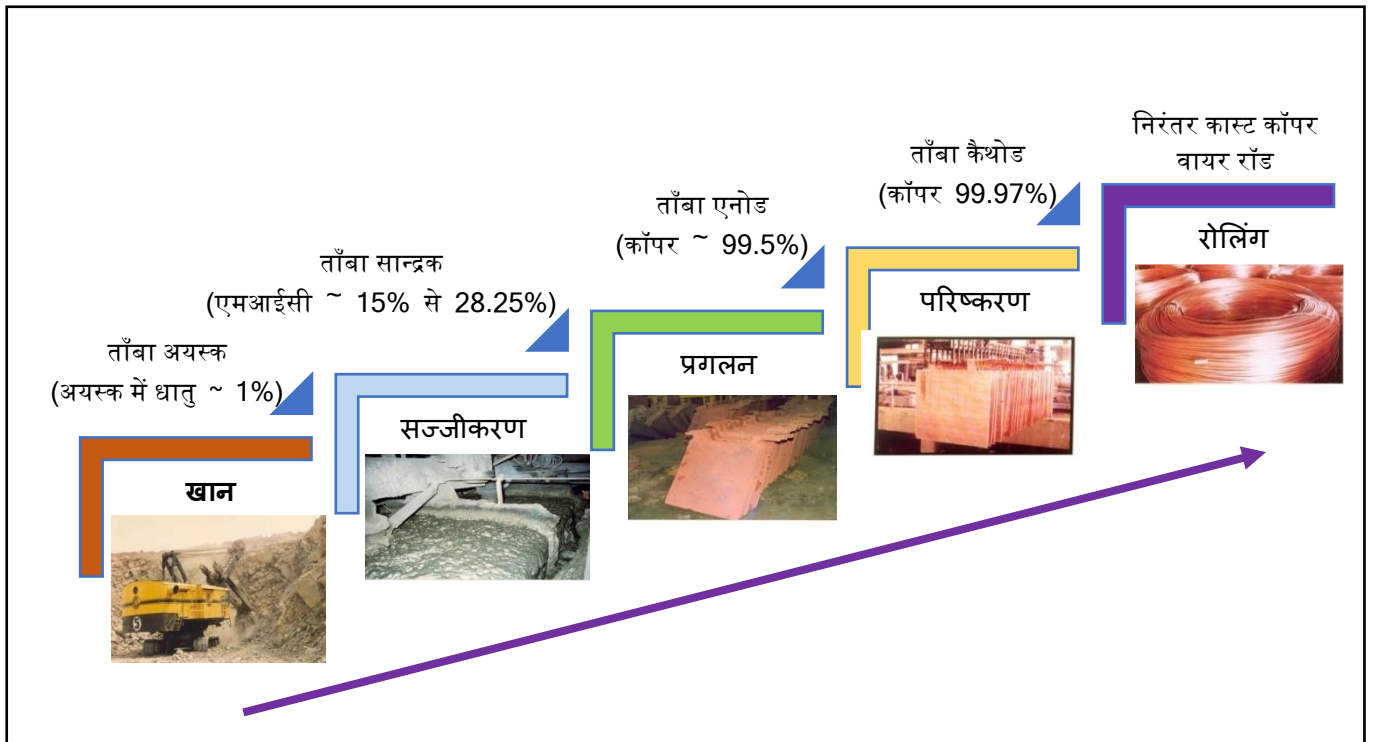 ताँबा अयस्क
(अयस्क में धातु ~ 1%)
खान
5
ताँबा सान्द्रक
(एमआईसी ~ 15% से 28.25%)
सज्जीकरण
ताँबा एनोड
(कॉपर ~ 99.5%)
प्रगलन
ताँबा कैथोड
(कॉपर 99.97%)
परिष्करण
निरंतर कास्ट कॉपर
वायर रॉड
रोलिंग